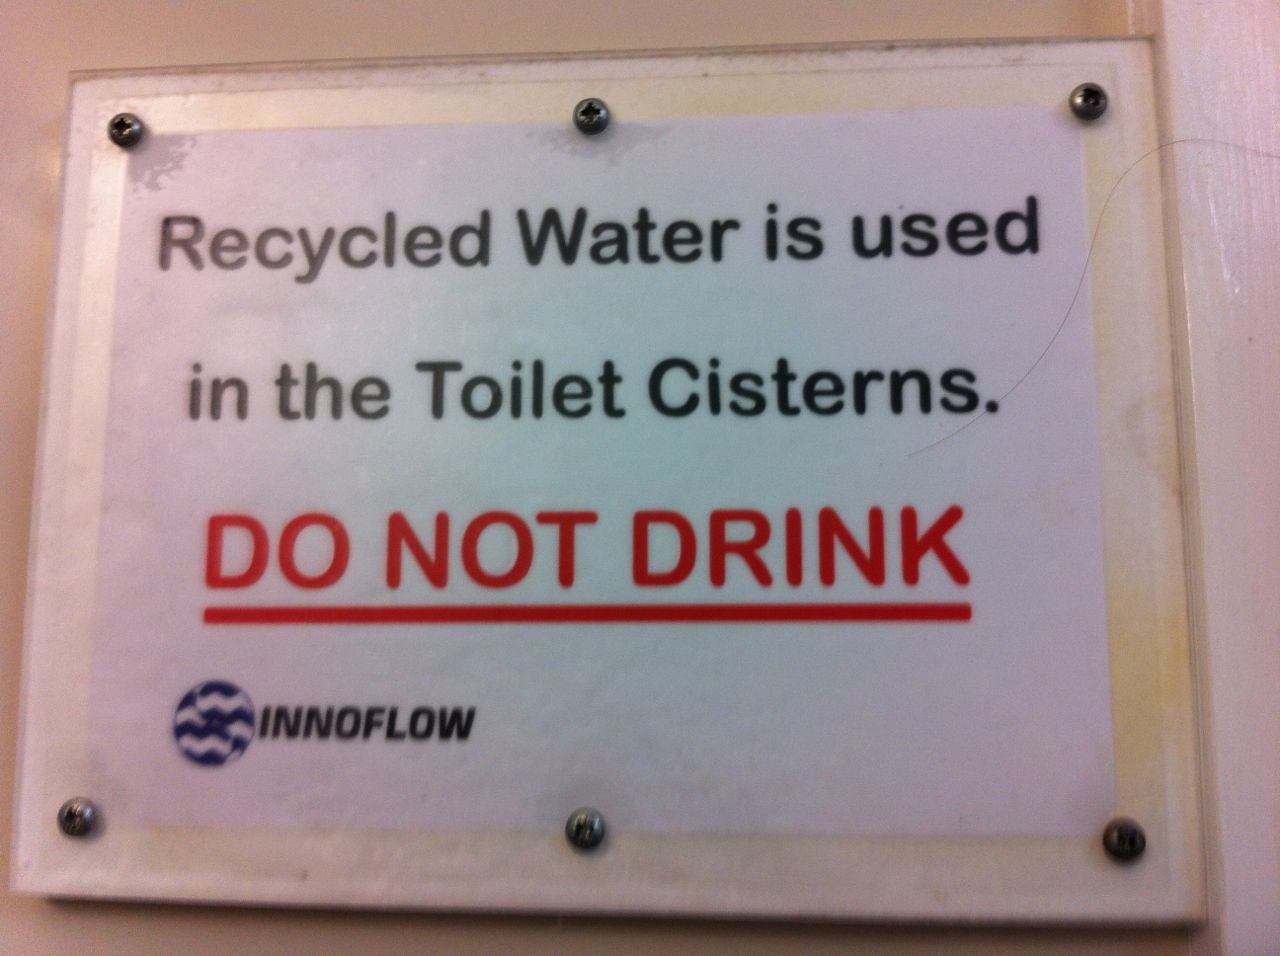 Recycled Water is used
in the Toilet Cisterns.
DO NOT DRINK
INNOFLOW